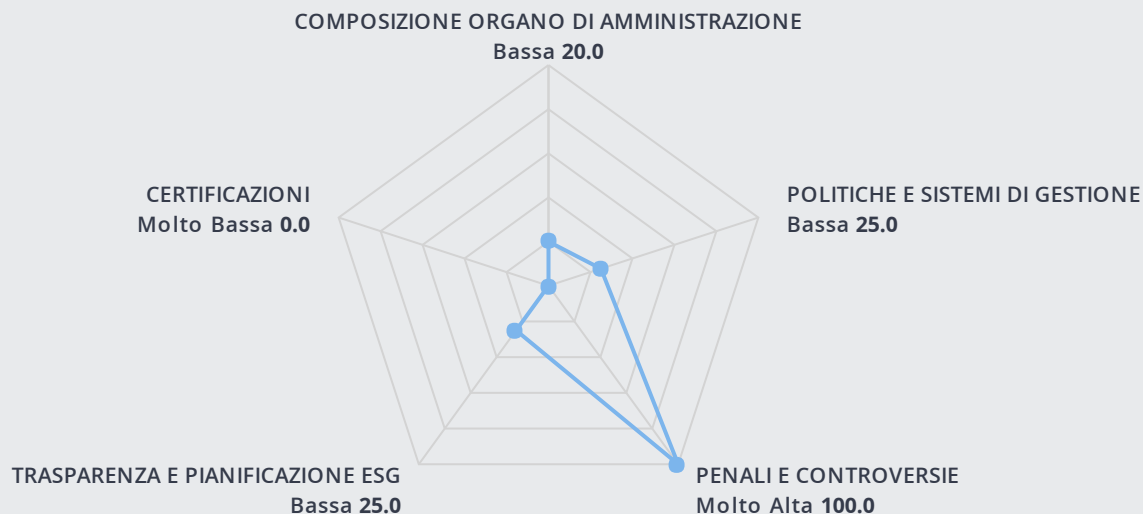 COMPOSIZIONE ORGANO DI AMMINISTRAZIONE
Bassa 20.0
CERTIFICAZIONI
Molto Bassa 0.0
POLITICHE E SISTEMI DI GESTIONE
Bassa 25.0
TRASPARENZA E PIANIFICAZIONE ESG
Bassa 25.0
PENALI E CONTROVERSIE
Molto Alta 100.0